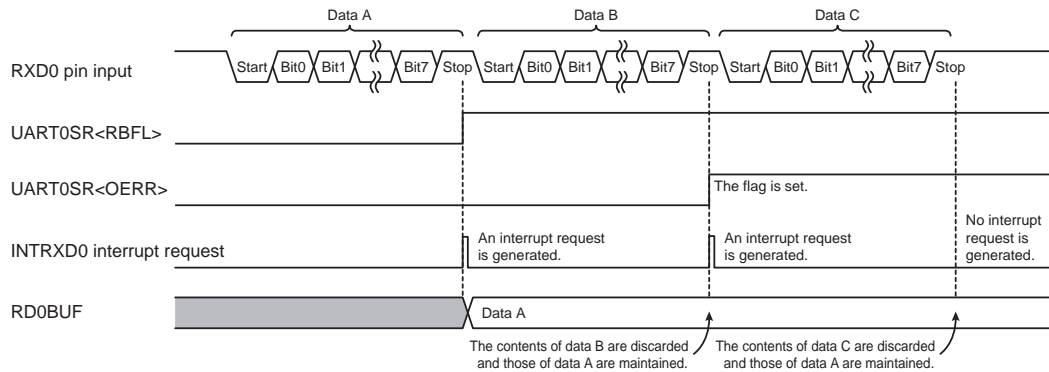 Data A Data B Data C
RXD0 pin input Start Bit0 Bit1 Bit7 Stop Start Bit0 Bit1 Bit7 Stop Start Bit0 Bit1 Bit7 Stop
UART0SR<RBFL>
UART0SR<OERR> The flag is set.
INTRXD0 interrupt request
An interrupt request
is generated.
An interrupt request
is generated.
No interrupt
request is
generated.
RD0BUF Data A
The contents of data B are discarded
and those of data A are maintained.
The contents of data C are discarded
and those of data A are maintained.